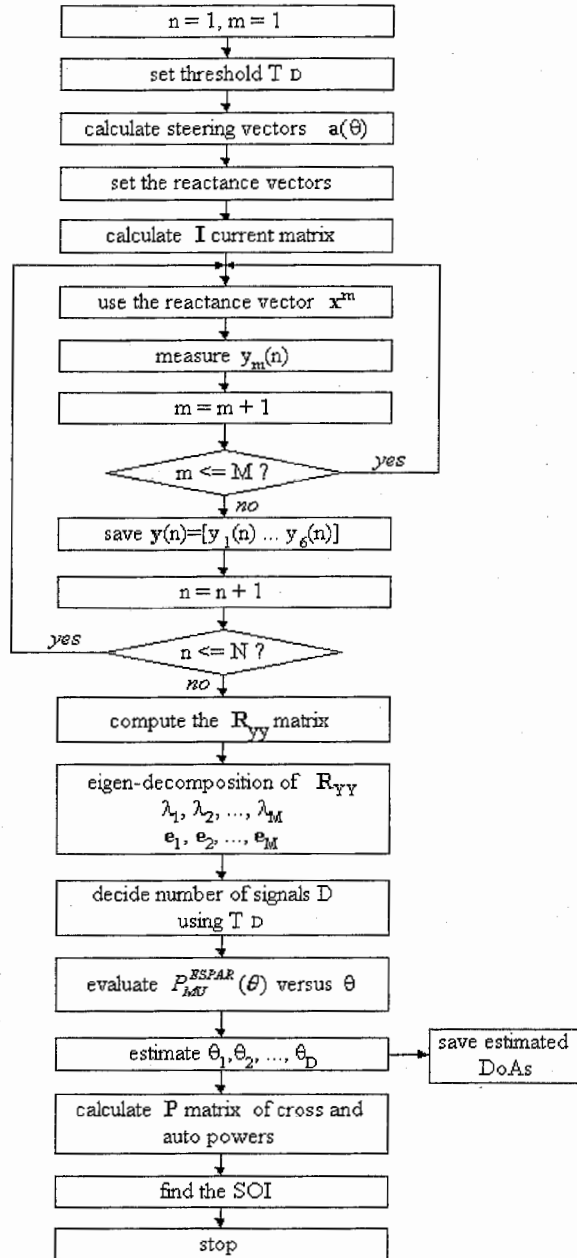 n = 1, m = 1
set threshold T D
calculate steering vectors a(θ)
set the reactance vectors
calculate I current matrix
use the reactance vector x^m
measure y_m(n)
m = m + 1
m <= M ?
yes
no
save y(n)=[y_1(n) ... y_6(n)]
n = n + 1
yes
n <= N ?
no
compute the R_yy matrix
eigen-decomposition of R_YY
λ_1, λ_2, ..., λ_M
e_1, e_2, ..., e_M
decide number of signals D
using T D
evaluate P_MU^ESPAR(θ) versus θ
estimate θ_1,θ_2, ..., θ_D
save estimated
DoAs
calculate P matrix of cross and
auto powers
find the SOI
stop